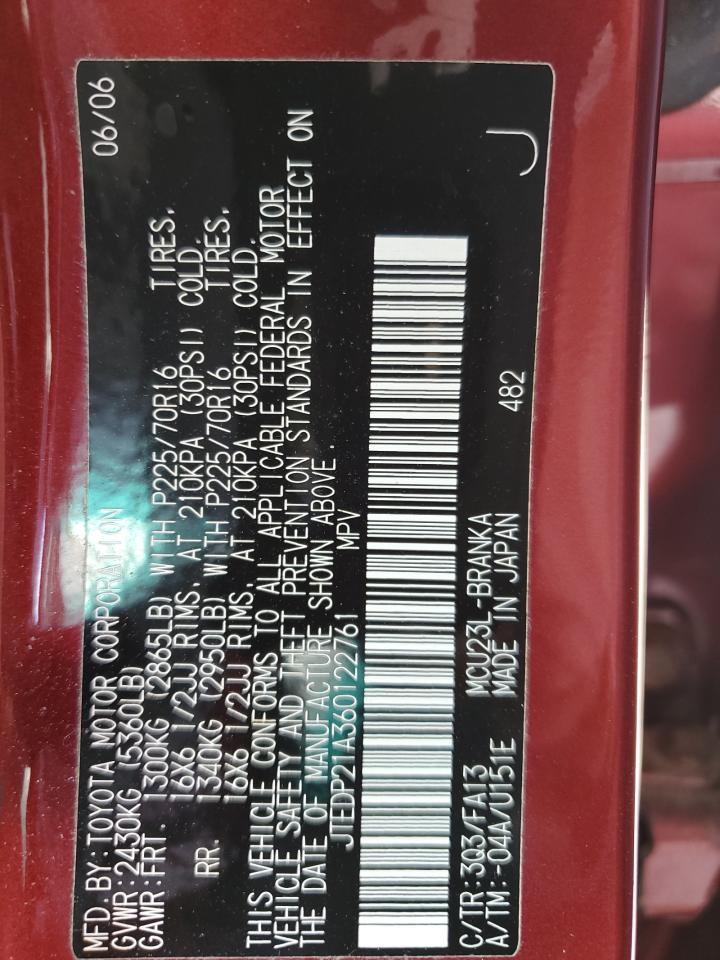 MFD. BY: TOYOTA MOTOR CORPORATION 06/06
GVWR: 2430KG (5360LB)
GAWR: FRT. 1300KG (2865LB) WITH P225/70R16 TIRES,
16X6 1/2JJ RIMS, AT 210KPA (30PSI) COLD.
RR. 1340KG (2950LB) WITH P225/70R16 TIRES,
16X6 1/2JJ RIMS, AT 210KPA (30PSI) COLD.
THIS VEHICLE CONFORMS TO ALL APPLICABLE FEDERAL MOTOR
VEHICLE SAFETY AND THEFT PREVENTION STANDARDS IN EFFECT ON
THE DATE OF MANUFACTURE SHOWN ABOVE.
JTEDP21A360122761 MPV
C/TR: 3Q3/FA13 MCU23L-BRANKA
A/TM: -04A/U151E MADE IN JAPAN 482 J